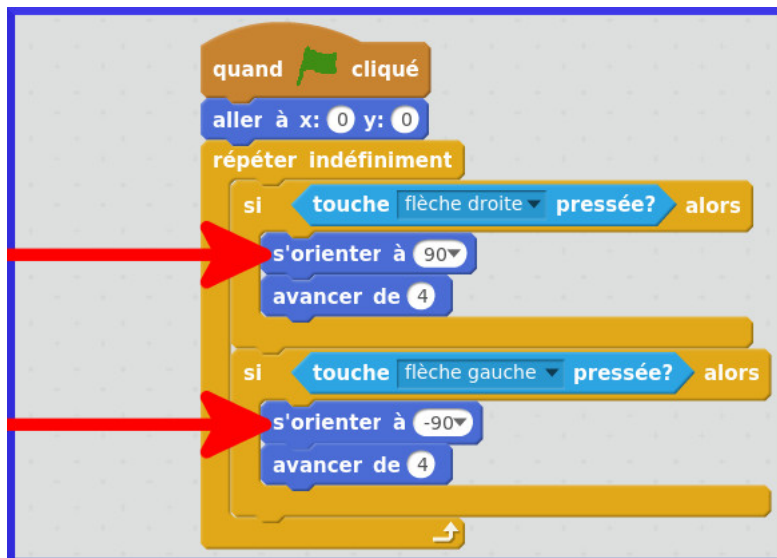 quand cliqué
aller à x: 0 y: 0
répéter indéfiniment
si touche flèche droite pressée? alors
s'orienter à 90
avancer de 4
si touche flèche gauche pressée? alors
s'orienter à -90
avancer de 4